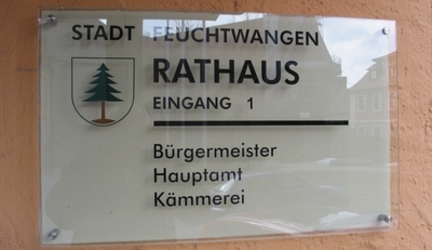 STADT FEUCHTWANGEN
RATHAUS
EINGANG 1
Bürgermeister
Hauptamt
Kämmerei